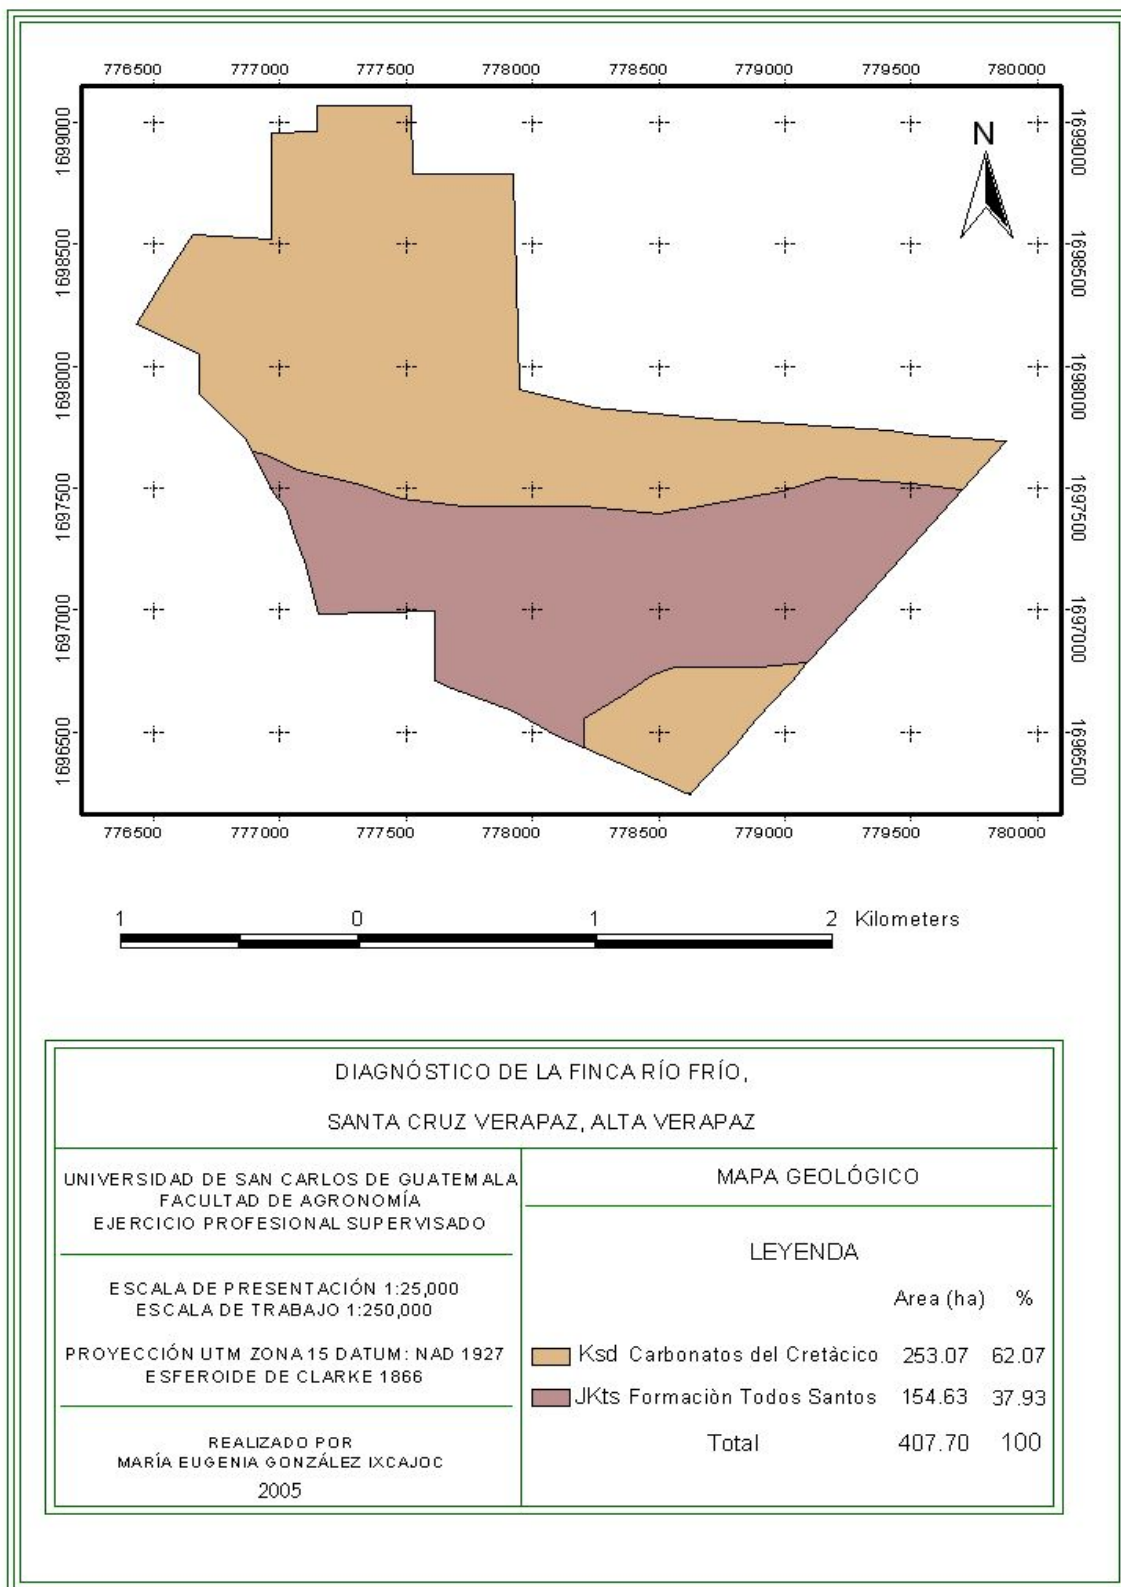 776500 777000 777500 778000 778500 779000 779500 780000
1699000
1698500
1698000
1697500
1697000
1696500
N
1699000
1698500
1698000
1697500
1697000
1696500
776500 777000 777500 778000 778500 779000 779500 780000
1 0 1 2 Kilometers
DIAGNÓSTICO DE LA FINCA RÍO FRÍO,
SANTA CRUZ VERAPAZ, ALTA VERAPAZ
UNIVERSIDAD DE SAN CARLOS DE GUATEMALA
FACULTAD DE AGRONOMÍA
EJERCICIO PROFESIONAL SUPERVISADO
ESCALA DE PRESENTACIÓN 1:25,000
ESCALA DE TRABAJO 1:250,000
PROYECCIÓN UTM ZONA 15 DATUM: NAD 1927
ESFEROIDE DE CLARKE 1866
REALIZADO POR
MARÍA EUGENIA GONZÁLEZ IXCAJOC
2005
MAPA GEOLÓGICO
LEYENDA
Area (ha) %
Ksd Carbonatos del Cretàcico 253.07 62.07
JKts Formaciòn Todos Santos 154.63 37.93
Total 407.70 100